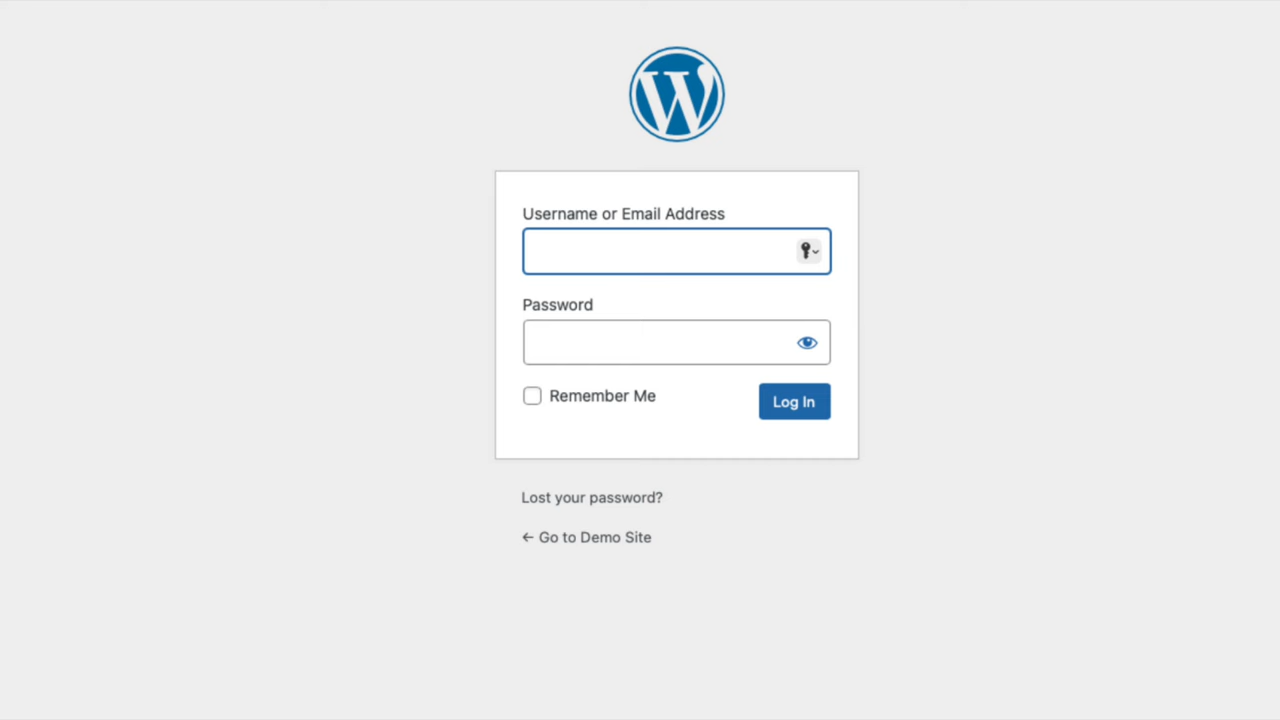 W
Username or Email Address
Password
Remember Me
Log In
Lost your password?
← Go to Demo Site